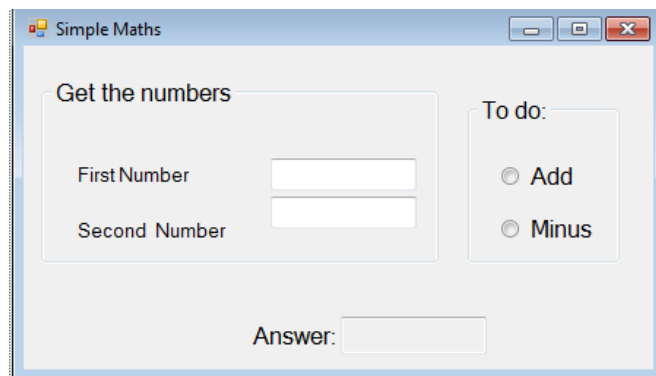 Simple Maths
Get the numbers
To do:
First Number
Add
Second Number
Minus
Answer: